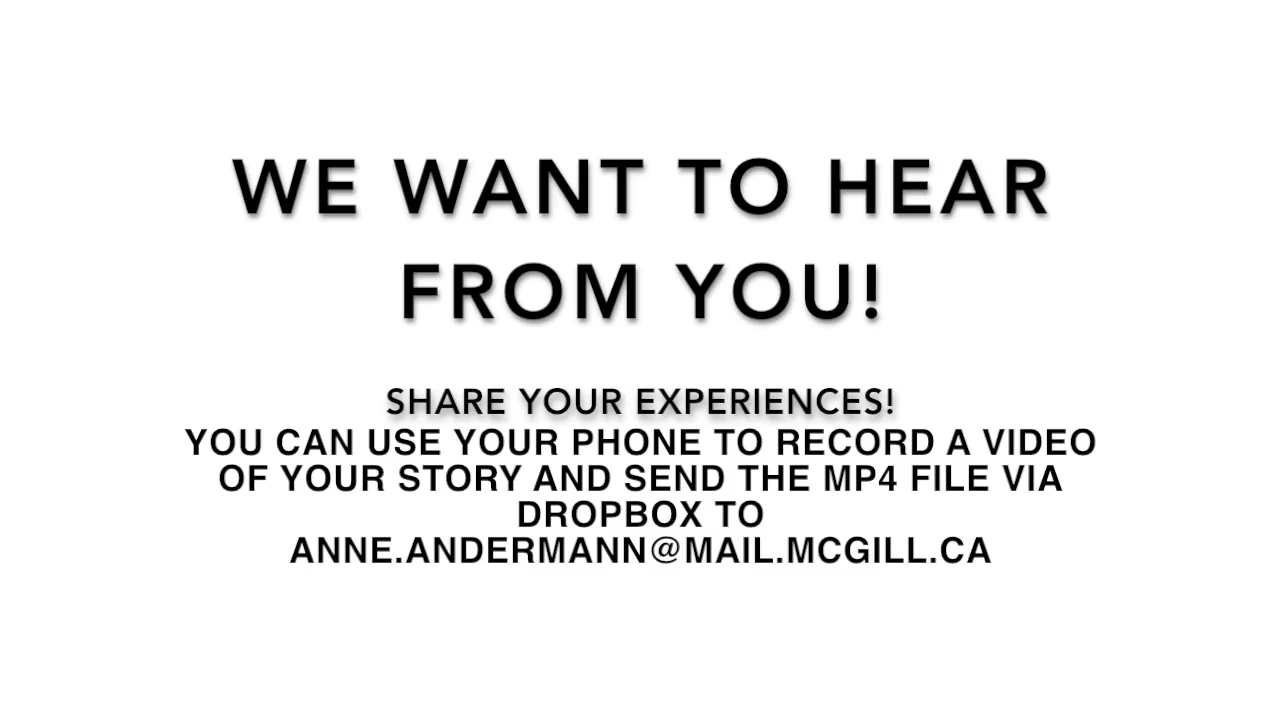 WE WANT TO HEAR
FROM YOU!
SHARE YOUR EXPERIENCES!
YOU CAN USE YOUR PHONE TO RECORD A VIDEO
OF YOUR STORY AND SEND THE MP4 FILE VIA
DROPBOX TO
ANNE.ANDERMANN@MAIL.MCGILL.CA